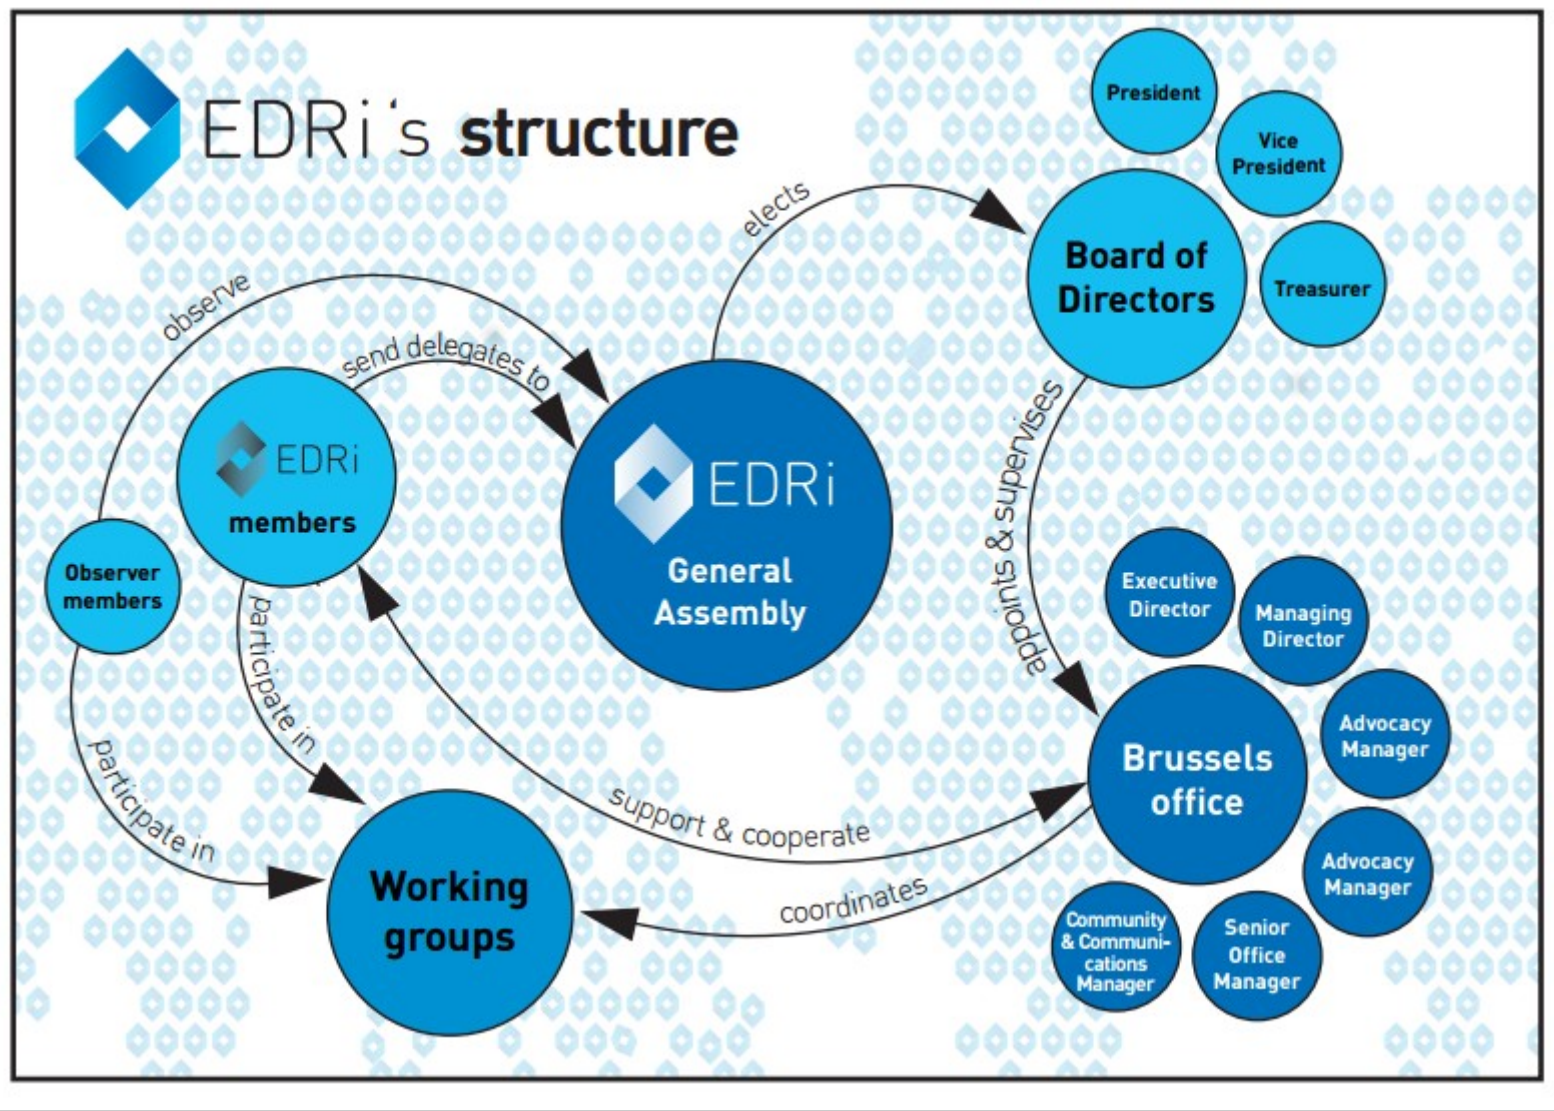 EDRi's structure
President
Vice
President
Board of
Directors
Treasurer
elects
observe
send delegates to
EDRi
members
EDRi
General
Assembly
appoints & supervises
Observer
members
participate in
participate in
Executive
Director
Managing
Director
Advocacy
Manager
Brussels
office
Advocacy
Manager
support & cooperate
coordinates
Working
groups
Community
& Communi-
cations
Manager
Senior
Office
Manager